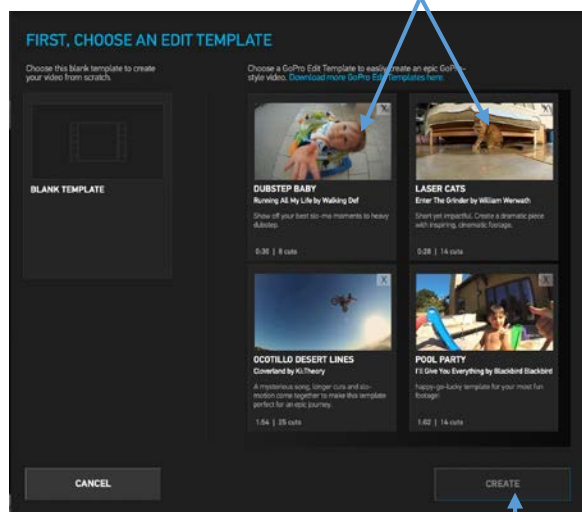 FIRST, CHOOSE AN EDIT TEMPLATE
Choose this blank template to create
your video from scratch.
Choose a GoPro Edit Template to easily create an epic GoPro-
style video. Download more GoPro Edit Templates here.
BLANK TEMPLATE
X
DUBSTEP BABY
Running All My Life by Walking Def
Show off your best slo-mo moments to heavy
dubstep.
0:30 | 8 cuts
LASER CATS
Enter The Grinder by William Werwath
Short yet impactful. Create a dramatic piece
with inspiring, cinematic footage.
0:28 | 14 cuts
X
OCOTILLO DESERT LINES
Cloverland by Ki:Theory
A mysterious song, longer cuts and slo-
motion come together to make this template
perfect for an epic journey.
1:54 | 25 cuts
X
POOL PARTY
I'll Give You Everything by Blackbird Blackbird
happy-go-lucky template for your most fun
footage!
1:02 | 14 cuts
CANCEL
CREATE